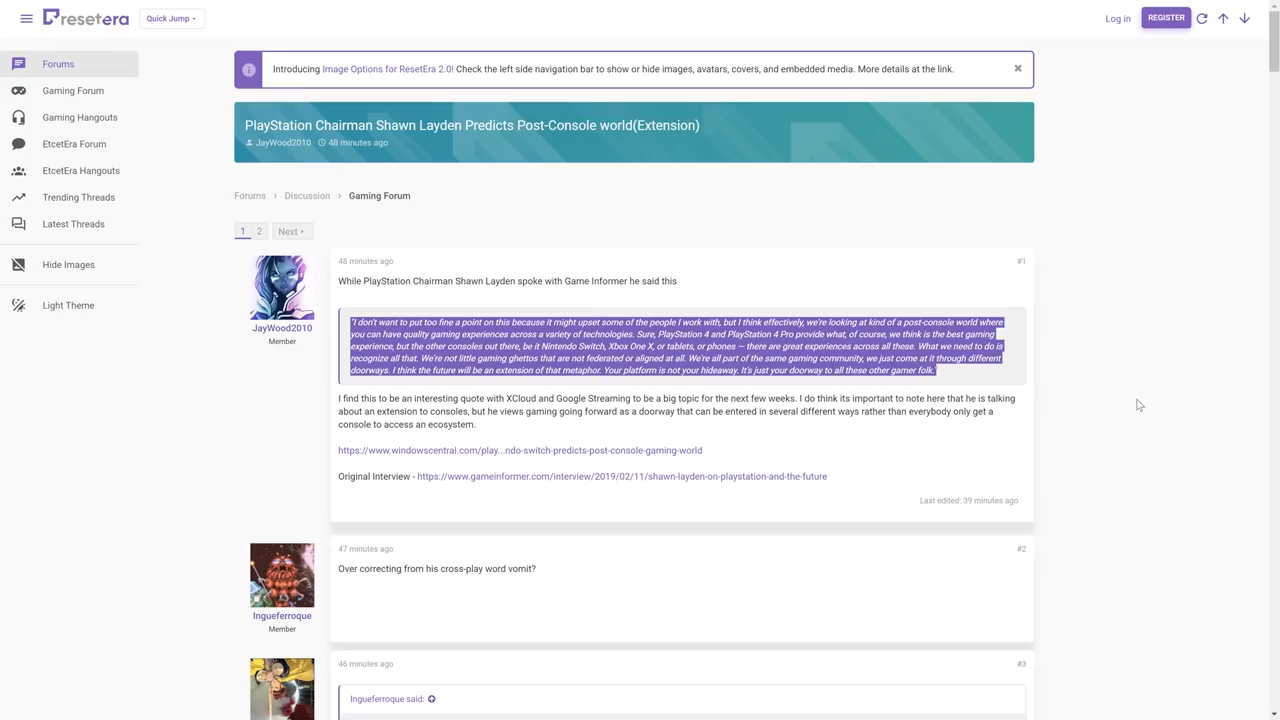 resetera
Quick Jump
Log in
REGISTER
Forums
Gaming Forum
Gaming Hangouts
EtcetEra Forum
EtcetEra Hangouts
Trending Threads
Latest Threads
Hide Images
Light Theme
Introducing Image Options for ResetEra 2.0! Check the left side navigation bar to show or hide images, avatars, covers, and embedded media. More details at the link.
PlayStation Chairman Shawn Layden Predicts Post-Console world(Extension)
JayWood2010 48 minutes ago
Forums > Discussion > Gaming Forum
1 2 Next
48 minutes ago #1
JayWood2010
Member
While PlayStation Chairman Shawn Layden spoke with Game Informer he said this
"I don't want to put too fine a point on this because it might upset some of the people I work with, but I think effectively, we're looking at kind of a post-console world where
you can have quality gaming experiences across a variety of technologies. Sure, PlayStation 4 and PlayStation 4 Pro provide what, of course, we think is the best gaming
experience, but the other consoles out there, be it Nintendo Switch, Xbox One X, or tablets, or phones — there are great experiences across all these. What we need to do is
recognize all that. We're not little gaming ghettos that are not federated or aligned at all. We're all part of the same gaming community, we just come at it through different
doorways. I think the future will be an extension of that metaphor. Your platform is not your hideaway. It's just your doorway to all these other gamer folk."
I find this to be an interesting quote with XCloud and Google Streaming to be a big topic for the next few weeks. I do think its important to note here that he is talking
about an extension to consoles, but he views gaming going forward as a doorway that can be entered in several different ways rather than everybody only get a
console to access an ecosystem.
https://www.windowscentral.com/play...ndo-switch-predicts-post-console-gaming-world
Original Interview - https://www.gameinformer.com/interview/2019/02/11/shawn-layden-on-playstation-and-the-future
Last edited: 39 minutes ago
47 minutes ago #2
Ingueferroque
Member
Over correcting from his cross-play word vomit?
46 minutes ago #3
Ingueferroque said: